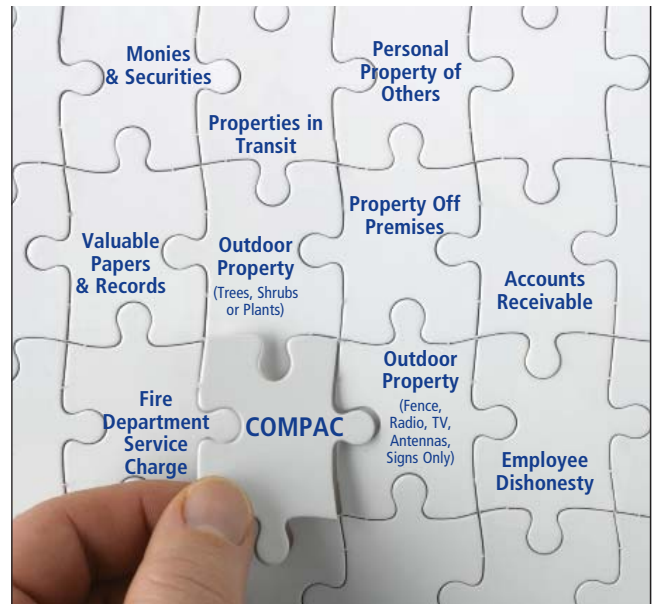 Monies
& Securities
Personal
Property of
Others
Properties in
Transit
Property Off
Premises
Valuable
Papers
& Records
Outdoor
Property
(Trees, Shrubs
or Plants)
Accounts
Receivable
Outdoor
Property
(Fence,
Radio, TV,
Antennas,
Signs Only)
Fire
Department
Service
Charge
COMPAC
Employee
Dishonesty